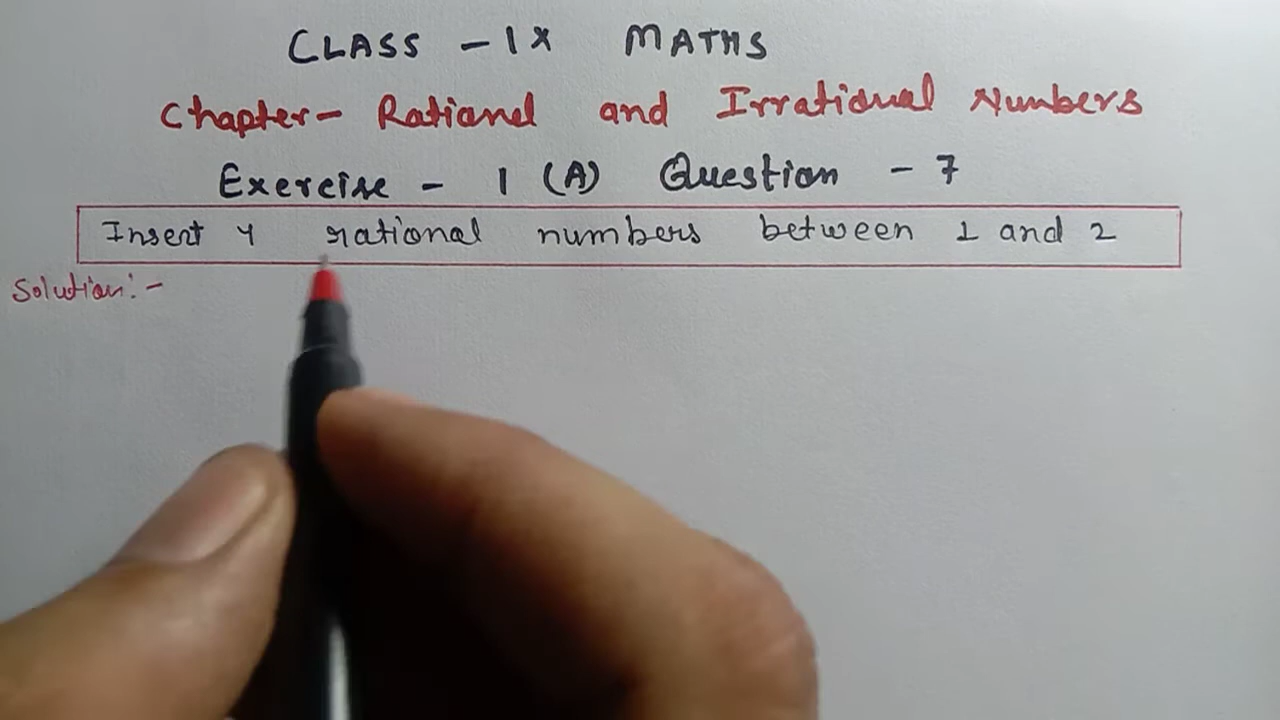 CLASS - IX MATHS
Chapter- Rational and Irrational Numbers
Exercise - 1 (A) Question - 7
Insert 4 rational numbers between 1 and 2
Solution:-